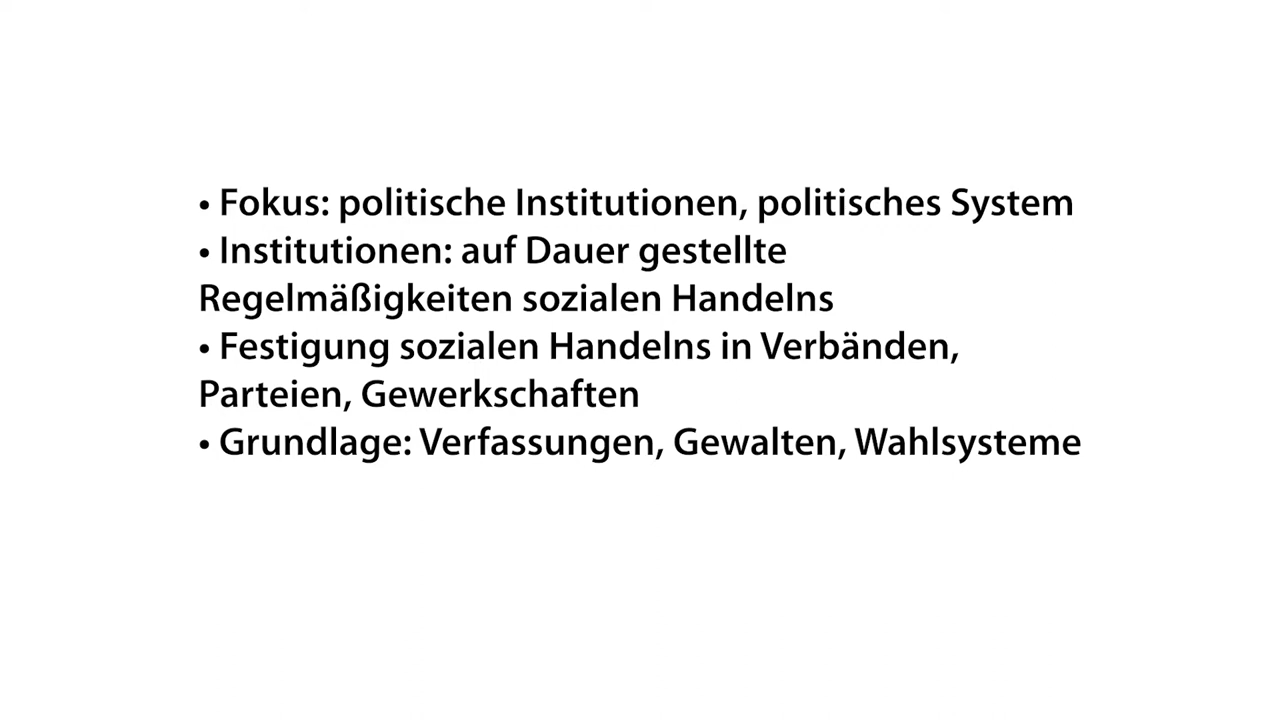 • Fokus: politische Institutionen, politisches System
• Institutionen: auf Dauer gestellte
Regelmäßigkeiten sozialen Handelns
• Festigung sozialen Handelns in Verbänden,
Parteien, Gewerkschaften
• Grundlage: Verfassungen, Gewalten, Wahlsysteme